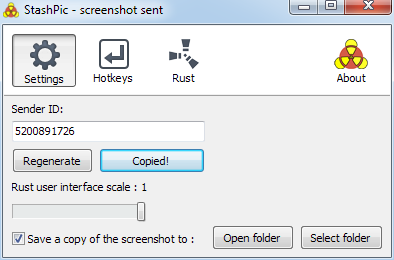 StashPic - screenshot sent
Settings Hotkeys Rust About
Sender ID:
5200891726
Regenerate Copied!
Rust user interface scale : 1
Save a copy of the screenshot to : Open folder Select folder